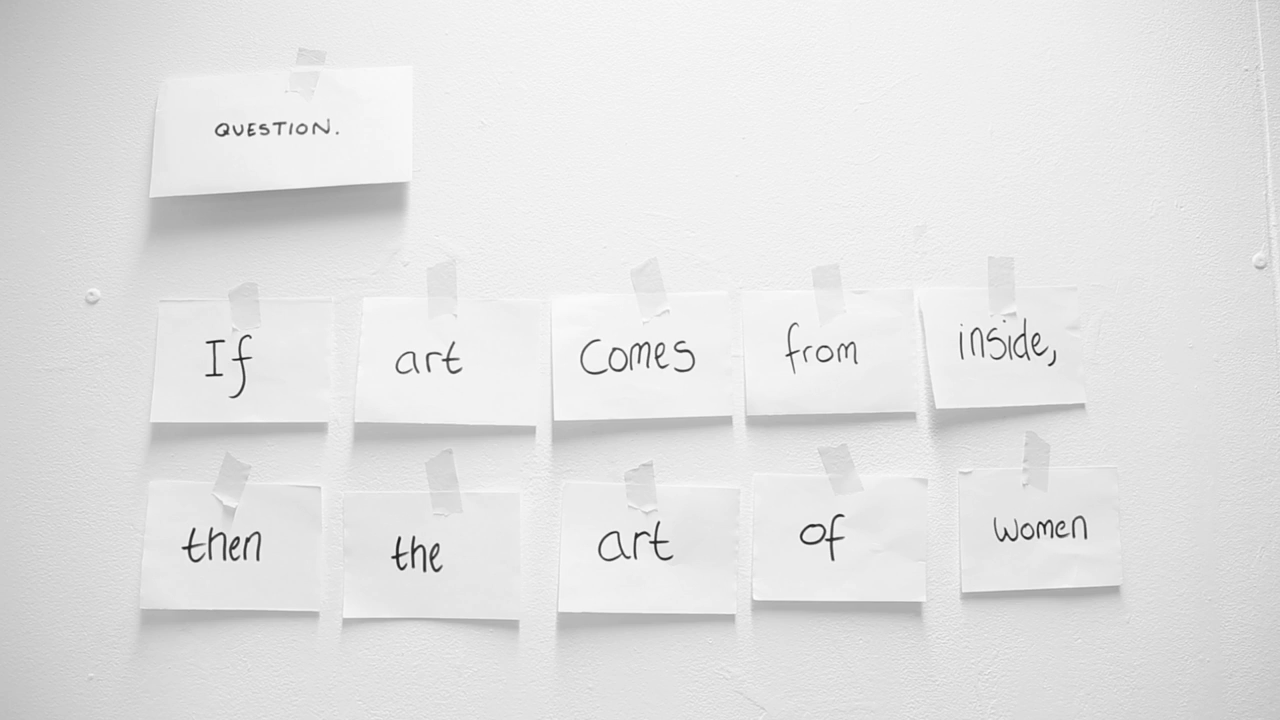 QUESTION.
If art Comes from inside,
then the art of women